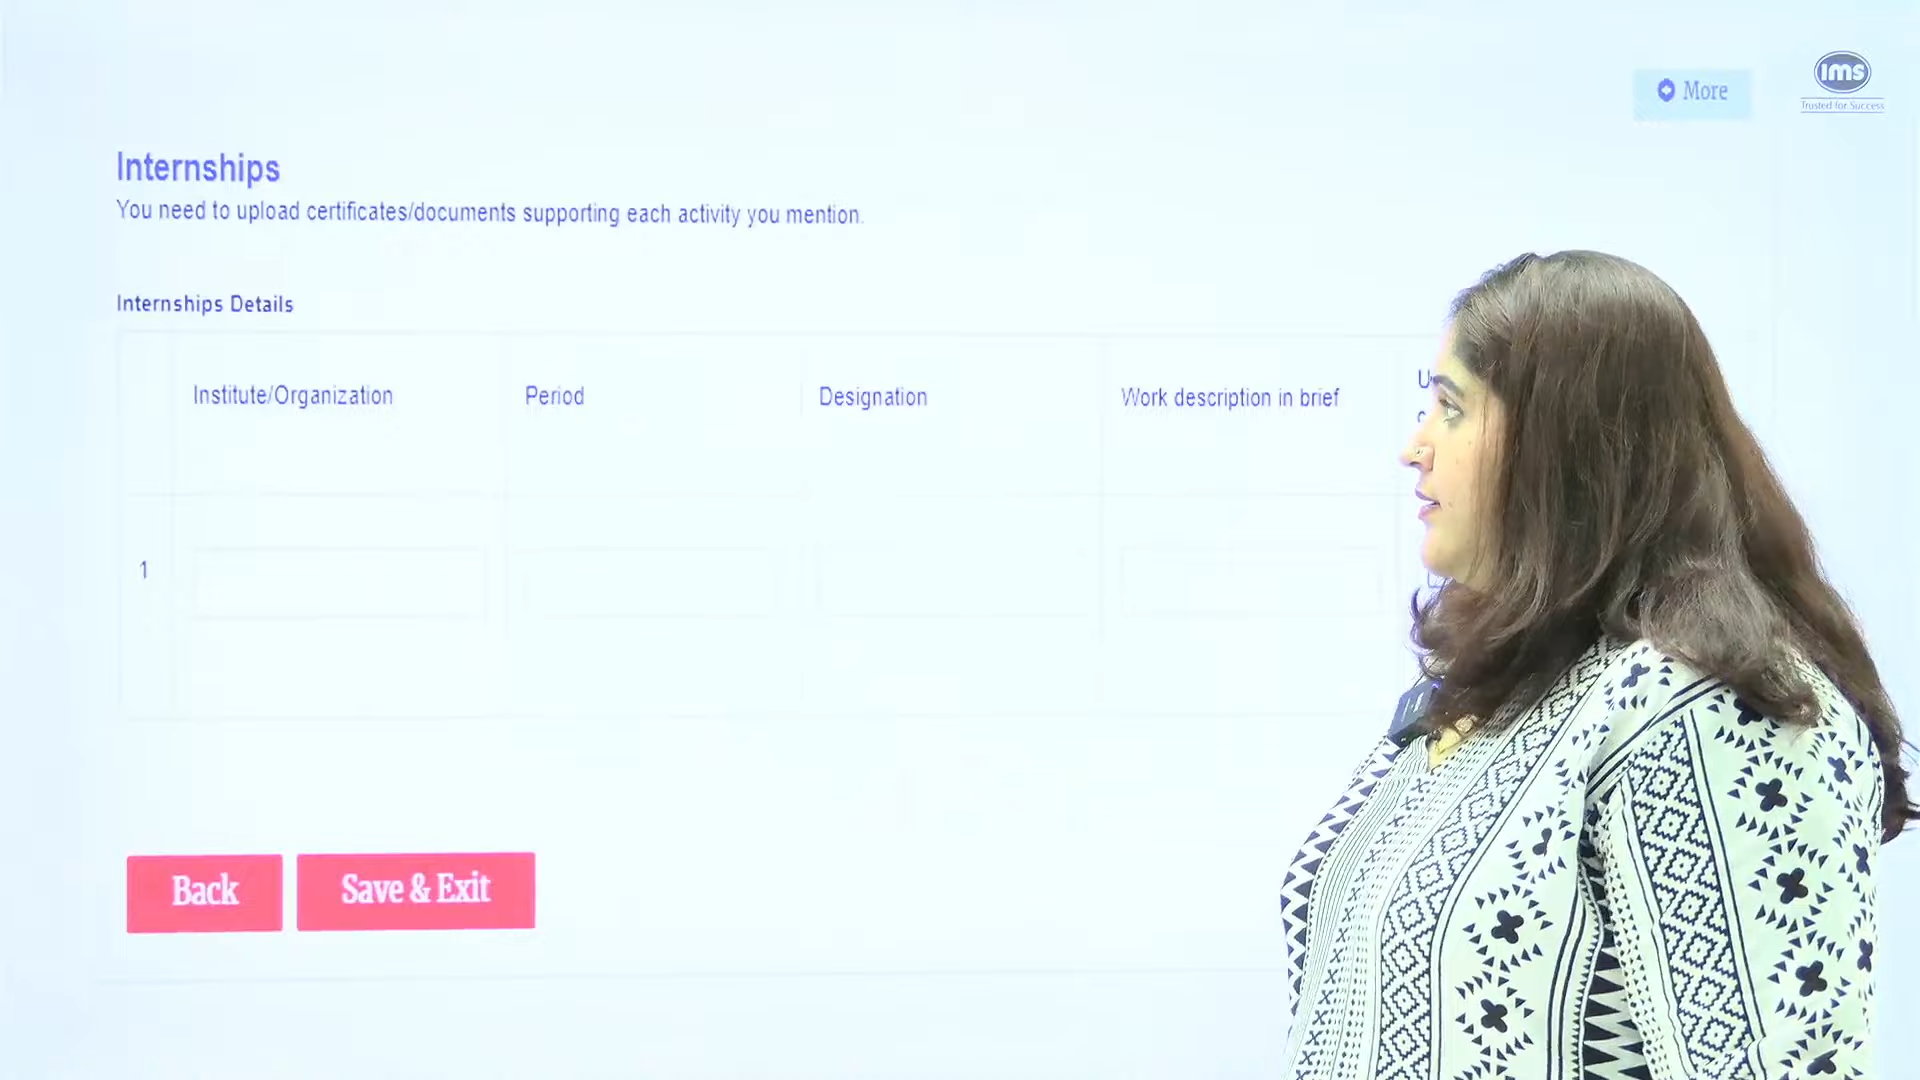 ims
Trusted for Success
More
Internships
You need to upload certificates/documents supporting each activity you mention.
Internships Details
Institute/Organization Period Designation Work description in brief
1
Back Save & Exit